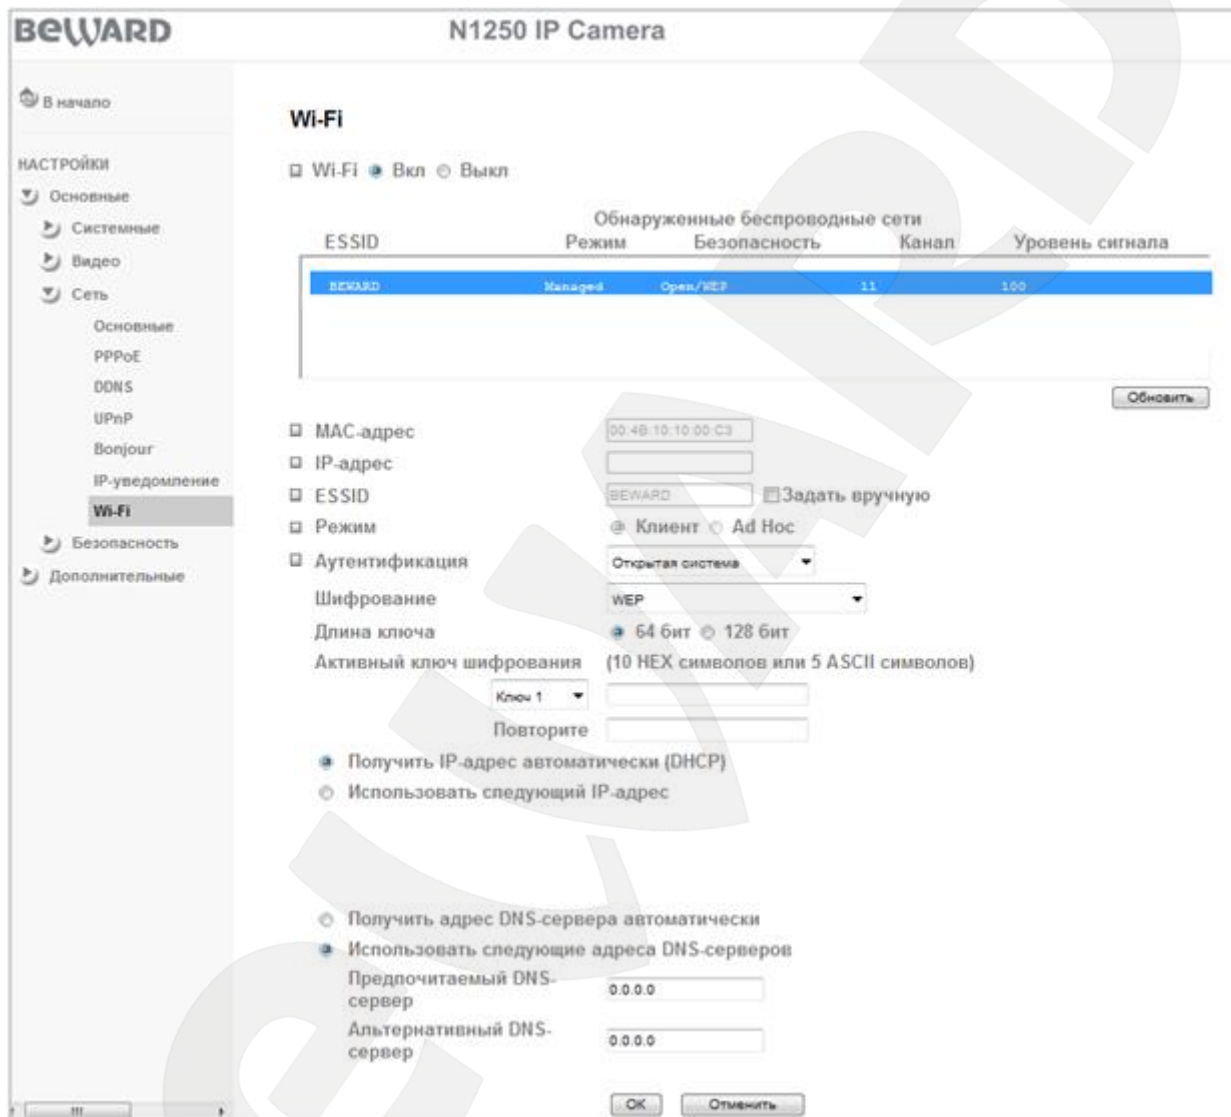 BEWARD
N1250 IP Camera
В начало
НАСТРОЙКИ
Основные
Системные
Видео
Сеть
Основные
PPPoE
DDNS
UPnP
Bonjour
IP-уведомление
Wi-Fi
Безопасность
Дополнительные
Wi-Fi
Wi-Fi Вкл Выкл
Обнаруженные беспроводные сети
ESSID Режим Безопасность Канал Уровень сигнала
BEWARD Managed Open/WEP 11 100
Обновить
MAC-адрес 00:4B:10:10:00:C3
IP-адрес
ESSID BEWARD Задать вручную
Режим Клиент Ad Hoc
Аутентификация Открытая система
Шифрование WEP
Длина ключа 64 бит 128 бит
Активный ключ шифрования (10 HEX символов или 5 ASCII символов)
Ключ 1
Повторите
Получить IP-адрес автоматически (DHCP)
Использовать следующий IP-адрес
Получить адрес DNS-сервера автоматически
Использовать следующие адреса DNS-серверов
Предпочитаемый DNS-
сервер 0.0.0.0
Альтернативный DNS-
сервер 0.0.0.0
OK Отменить